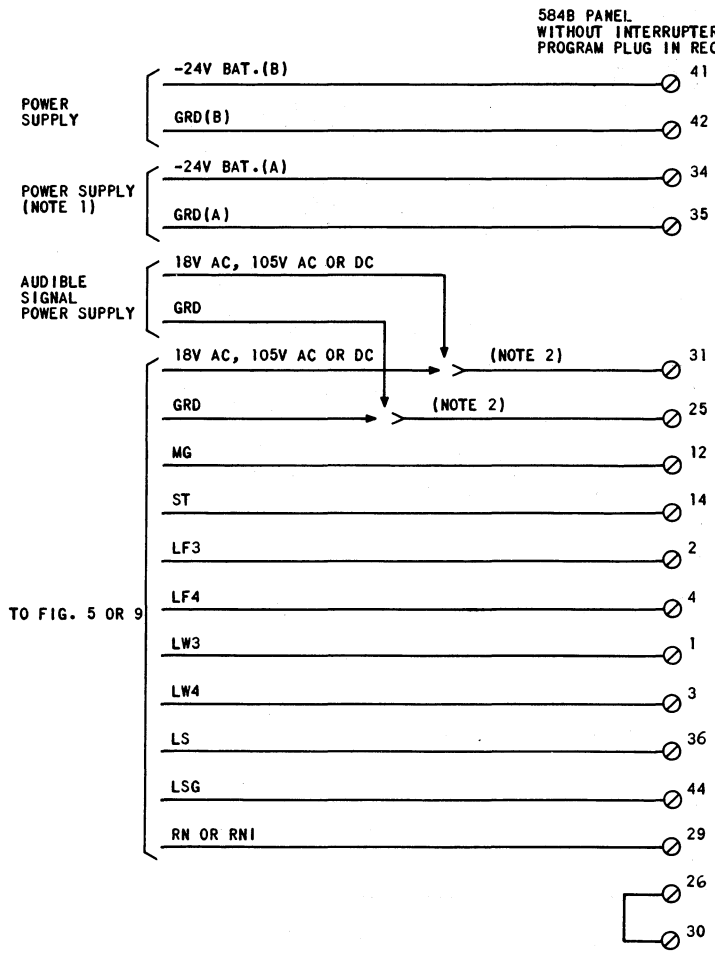 584B PANEL
WITHOUT INTERRUPTER
PROGRAM PLUG IN REC
POWER
SUPPLY
-24V BAT.(B)
41
GRD(B)
42
POWER SUPPLY
(NOTE 1)
-24V BAT.(A)
34
GRD(A)
35
AUDIBLE
SIGNAL
POWER SUPPLY
18V AC, 105V AC OR DC
GRD
18V AC, 105V AC OR DC
(NOTE 2)
31
GRD
(NOTE 2)
25
MG
12
ST
14
LF3
2
LF4
4
TO FIG. 5 OR 9
LW3
1
LW4
3
LS
36
LSG
44
RN OR RN1
29
26
30